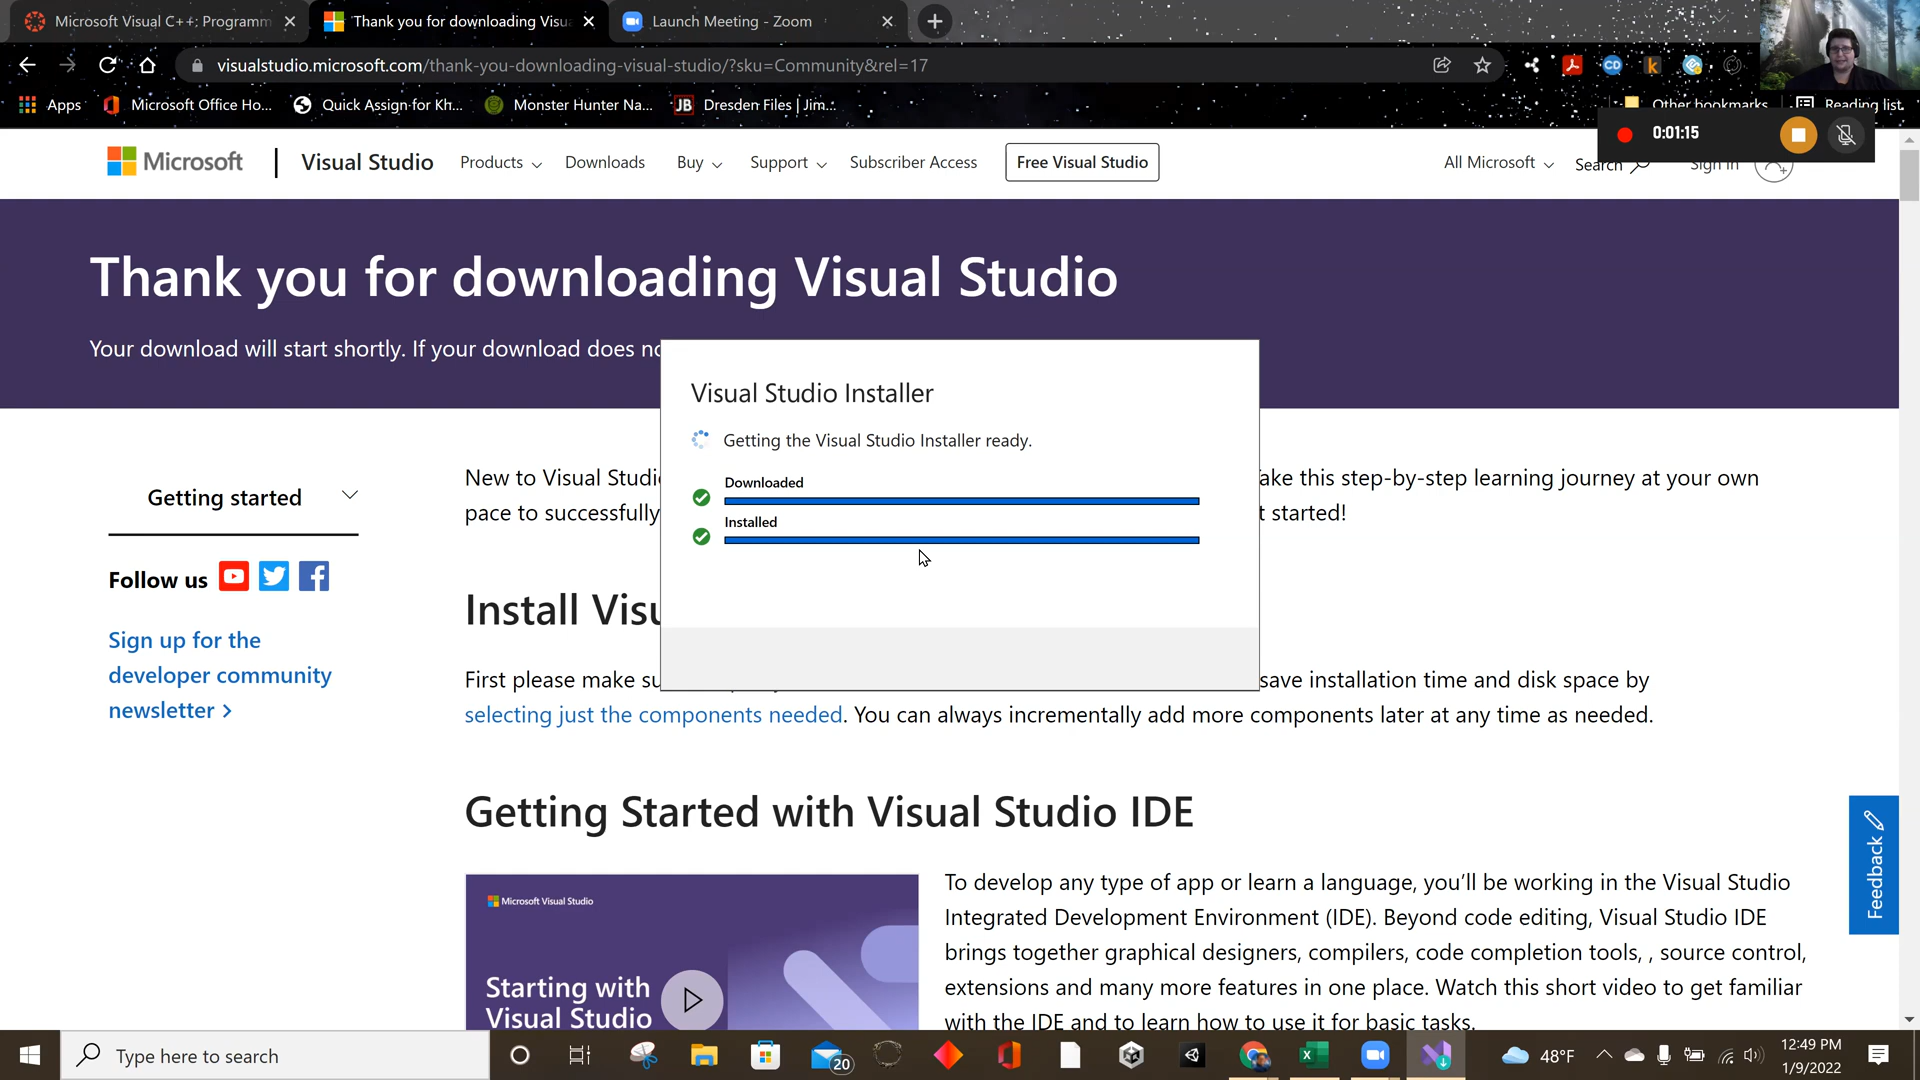 Microsoft Visual C++: Programm
Thank you for downloading Visu
Launch Meeting - Zoom
visualstudio.microsoft.com/thank-you-downloading-visual-studio/?sku=Community&rel=17
Apps
Microsoft Office Ho...
Quick Assign for Kh...
Monster Hunter Na...
JB
Dresden Files | Jim...
Other bookmarks
Reading list
0:01:15
Microsoft
Visual Studio
Products
Downloads
Buy
Support
Subscriber Access
Free Visual Studio
All Microsoft
Search
Sign in
Thank you for downloading Visual Studio
Your download will start shortly. If your download does no
Visual Studio Installer
Getting the Visual Studio Installer ready.
Downloaded
Installed
Getting started
Follow us
Sign up for the
developer community
newsletter
New to Visual Studi
ake this step-by-step learning journey at your own
pace to successfully
t started!
Install Visu
First please make su
save installation time and disk space by
selecting just the components needed. You can always incrementally add more components later at any time as needed.
Getting Started with Visual Studio IDE
Microsoft Visual Studio
Starting with
Visual Studio
To develop any type of app or learn a language, you'll be working in the Visual Studio
Integrated Development Environment (IDE). Beyond code editing, Visual Studio IDE
brings together graphical designers, compilers, code completion tools, , source control,
extensions and many more features in one place. Watch this short video to get familiar
with the IDE and to learn how to use it for basic tasks.
Feedback
Type here to search
20
48°F
12:49 PM
1/9/2022